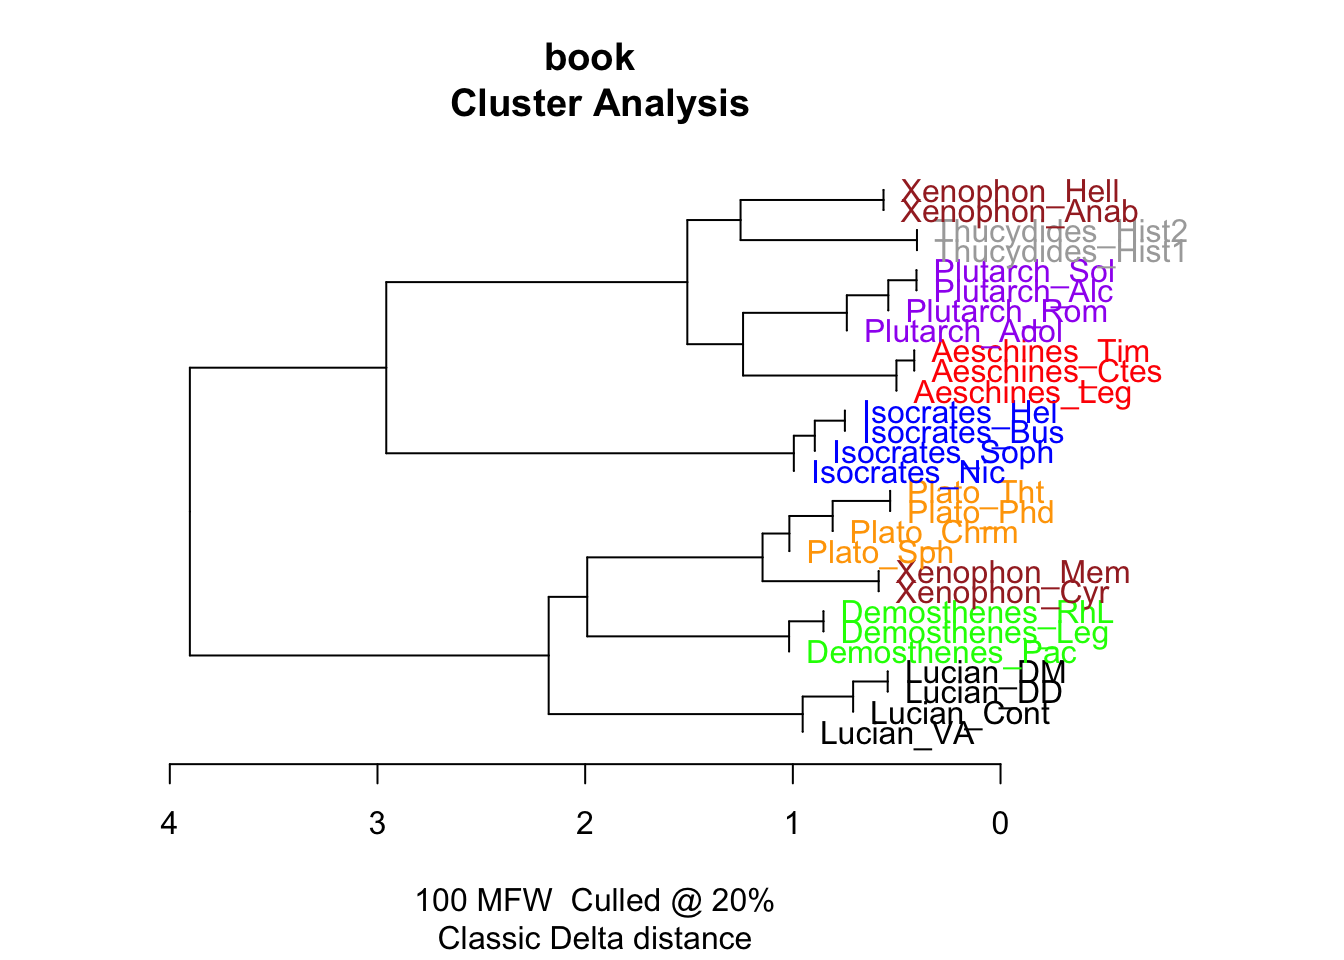 book
Cluster Analysis
Xenophon_Hell
Xenophon_Anab
Thucydides_Hist2
Thucydides_Hist1
Plutarch_Sol
Plutarch_Alc
Plutarch_Rom
Plutarch_Adol
Aeschines_Tim
Aeschines_Ctes
Aeschines_Leg
Isocrates_Hel
Isocrates_Bus
Isocrates_Soph
Isocrates_Nic
Plato_Tht
Plato_Phd
Plato_Chrm
Plato_Sph
Xenophon_Mem
Xenophon_Cyr
Demosthenes_RhL
Demosthenes_Leg
Demosthenes_Pac
Lucian_DM
Lucian_DD
Lucian_Cont
Lucian_VA
4 3 2 1 0
100 MFW  Culled @ 20%
Classic Delta distance